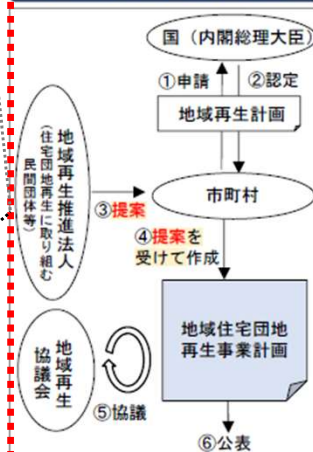 国（内閣総理大臣）
①申請
②認定
地域再生計画
市町村
地域再生推進法人
（住宅団地再生に取り組む
民間団体等）
③提案
④提案を
受けて作成
地域住宅団地
再生事業計画
地域再生
協議会
⑤協議
⑥公表